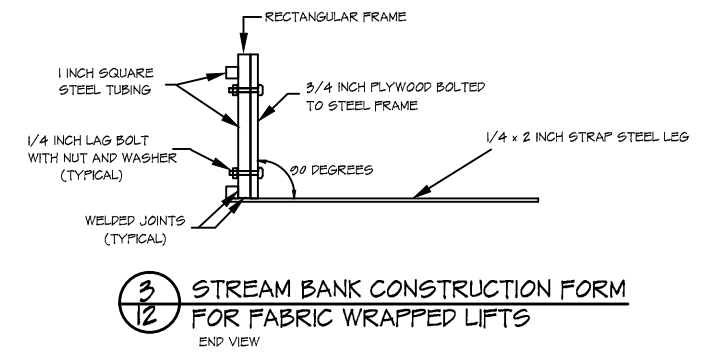 RECTANGULAR FRAME
1 INCH SQUARE
STEEL TUBING
3/4 INCH PLYWOOD BOLTED
TO STEEL FRAME
1/4 x 2 INCH STRAP STEEL LEG
1/4 INCH LAG BOLT
WITH NUT AND WASHER
(TYPICAL)
90 DEGREES
WELDED JOINTS
(TYPICAL)
3
12
STREAM BANK CONSTRUCTION FORM
FOR FABRIC WRAPPED LIFTS
END VIEW